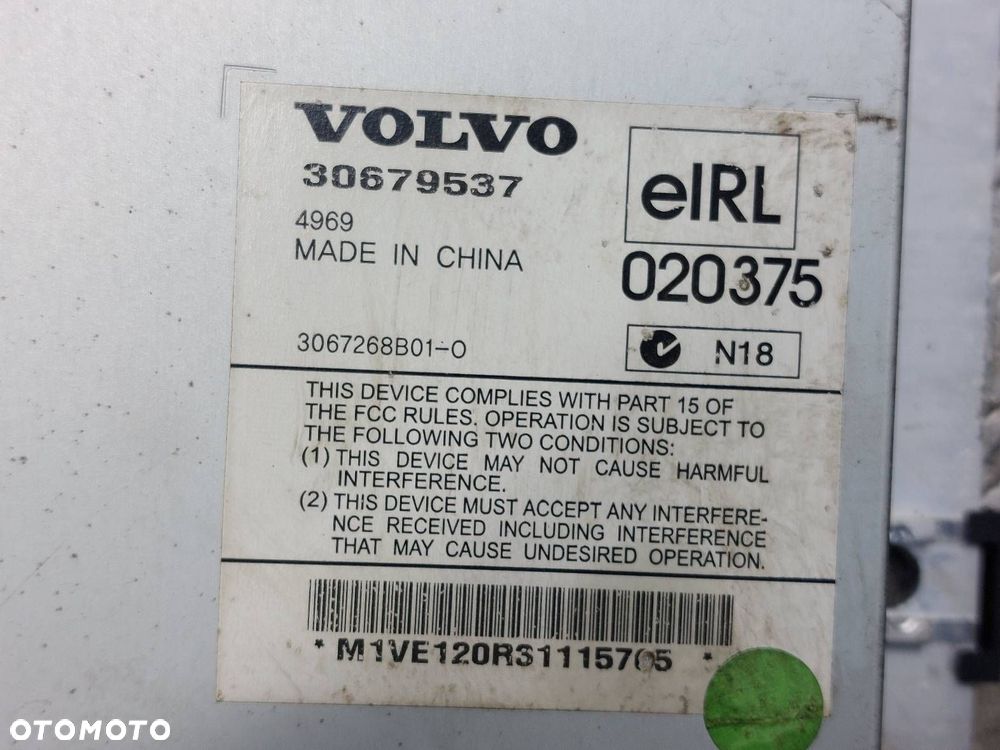 VOLVO
30679537
4969
MADE IN CHINA
eIRL
020375
3067268B01-O
N18
THIS DEVICE COMPLIES WITH PART 15 OF
THE FCC RULES. OPERATION IS SUBJECT TO
THE FOLLOWING TWO CONDITIONS:
(1) THIS DEVICE MAY NOT CAUSE HARMFUL
INTERFERENCE.
(2) THIS DEVICE MUST ACCEPT ANY INTERFERE-
NCE RECEIVED INCLUDING INTERFERENCE
THAT MAY CAUSE UNDESIRED OPERATION.
OTOMOTO